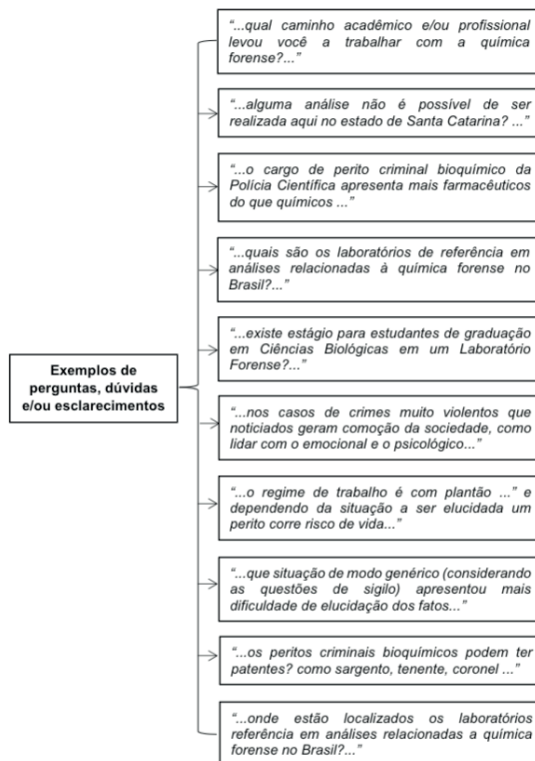 “...qual caminho acadêmico e/ou profissional
levou você a trabalhar com a química
forense?...”
“...alguma análise não é possível de ser
realizada aqui no estado de Santa Catarina? ...”
“...o cargo de perito criminal bioquímico da
Polícia Científica apresenta mais farmacêuticos
do que químicos ...”
“...quais são os laboratórios de referência em
análises relacionadas à química forense no
Brasil?...”
“...existe estágio para estudantes de graduação
em Ciências Biológicas em um Laboratório
Forense?...”
Exemplos de
perguntas, dúvidas
e/ou esclarecimentos
“...nos casos de crimes muito violentos que
noticiados geram comoção da sociedade, como
lidar com o emocional e o psicológico...”
“...o regime de trabalho é com plantão ...” e
dependendo da situação a ser elucidada um
perito corre risco de vida...”
“...que situação de modo genérico (considerando
as questões de sigilo) apresentou mais
dificuldade de elucidação dos fatos...”
“...os peritos criminais bioquímicos podem ter
patentes? como sargento, tenente, coronel ...”
“...onde estão localizados os laboratórios
referência em análises relacionadas a química
forense no Brasil?...”